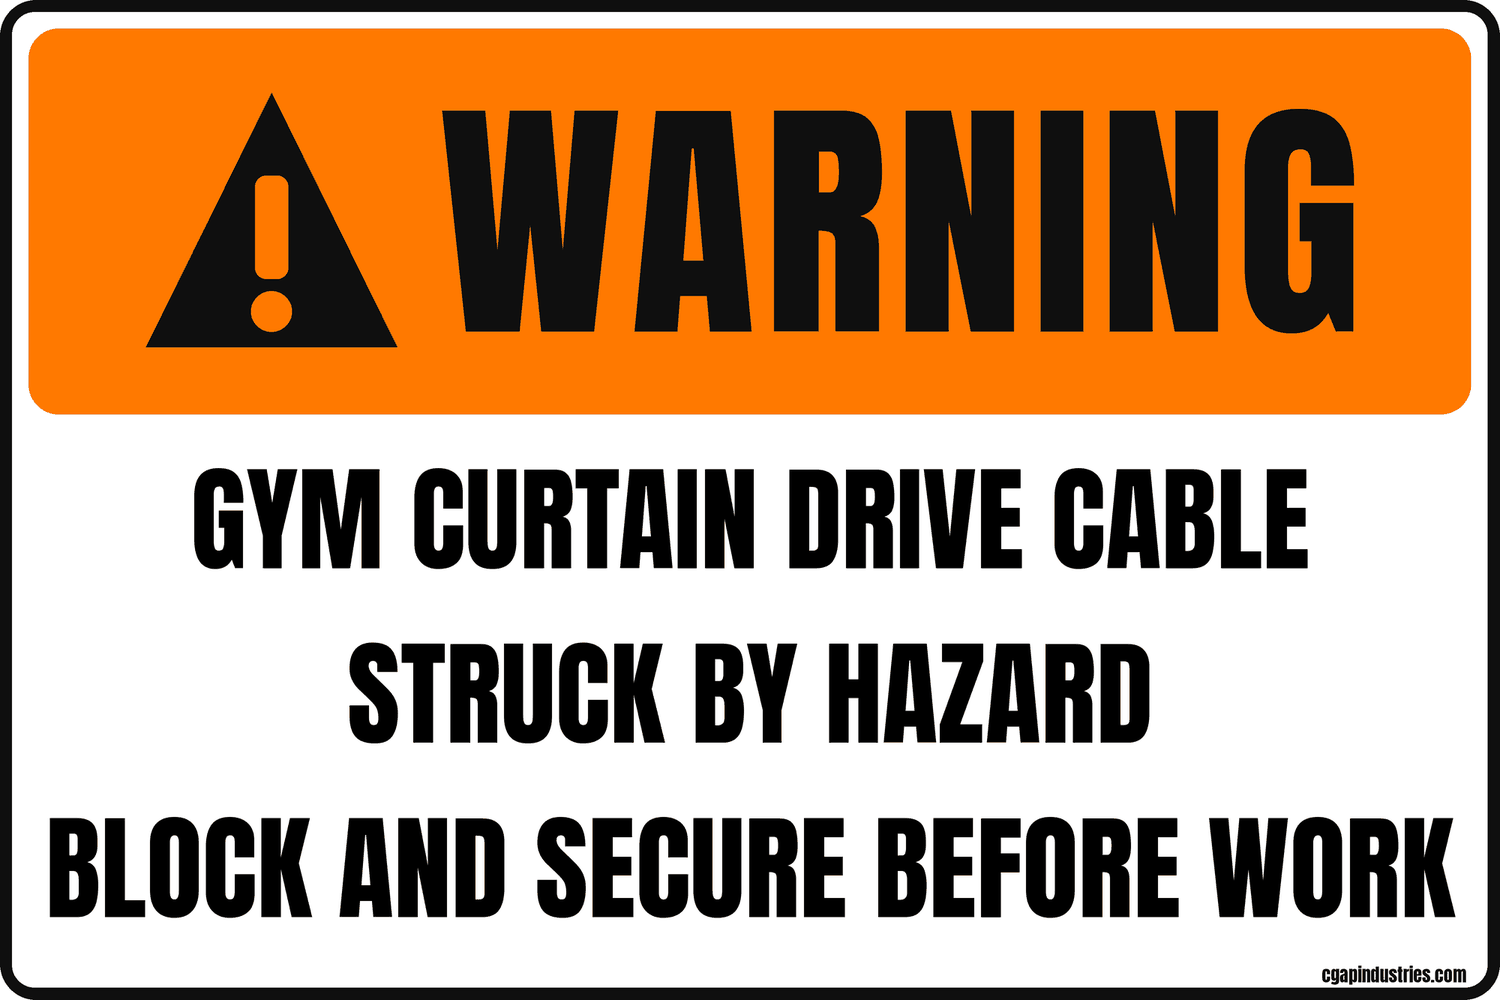 WARNING
GYM CURTAIN DRIVE CABLE
STRUCK BY HAZARD
BLOCK AND SECURE BEFORE WORK
cgapindustries.com